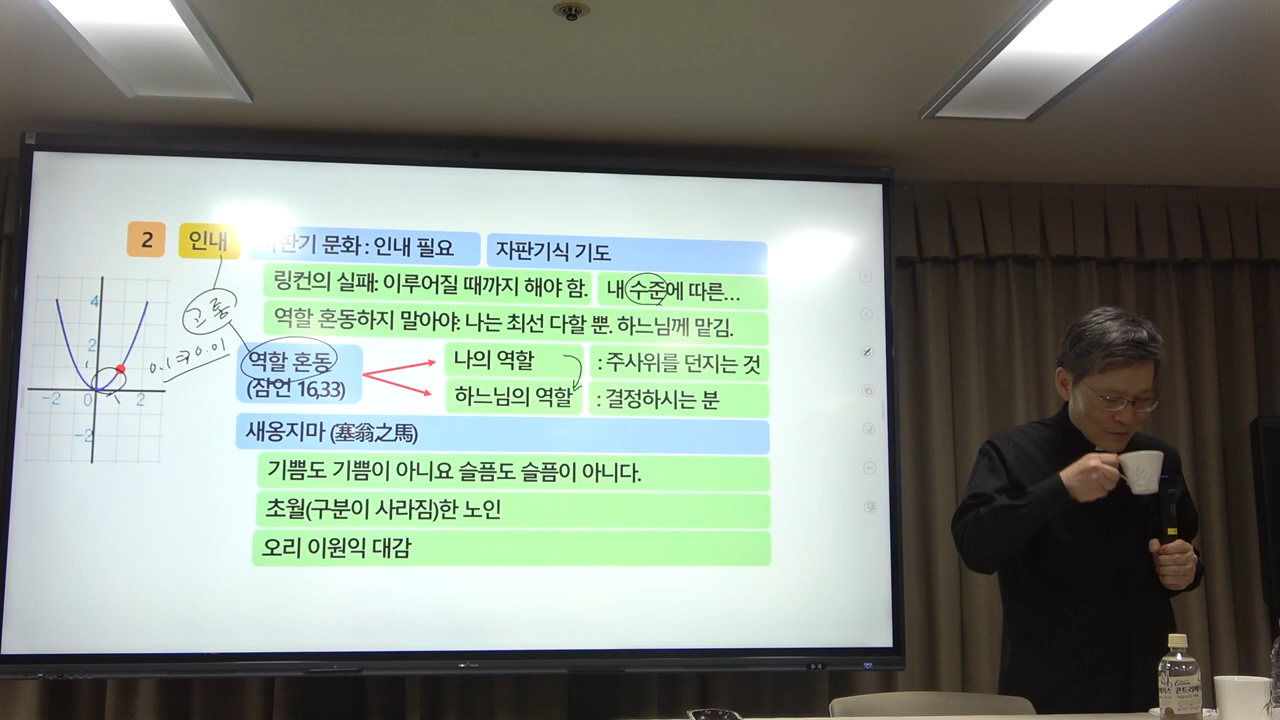 2 인내 자판기 문화 : 인내 필요 자판기식 기도
링컨의 실패: 이루어질 때까지 해야 함. 내 수준에 따른…
역할 혼동하지 말아야: 나는 최선 다할 뿐. 하느님께 맡김.
고통
0.1⇒0.01
역할 혼동
(잠언 16,33)
나의 역할 : 주사위를 던지는 것
하느님의 역할 : 결정하시는 분
새옹지마 (塞翁之馬)
기쁨도 기쁨이 아니요 슬픔도 슬픔이 아니다.
초월(구분이 사라짐)한 노인
오리 이원익 대감
4
2
-2 0 2
-2